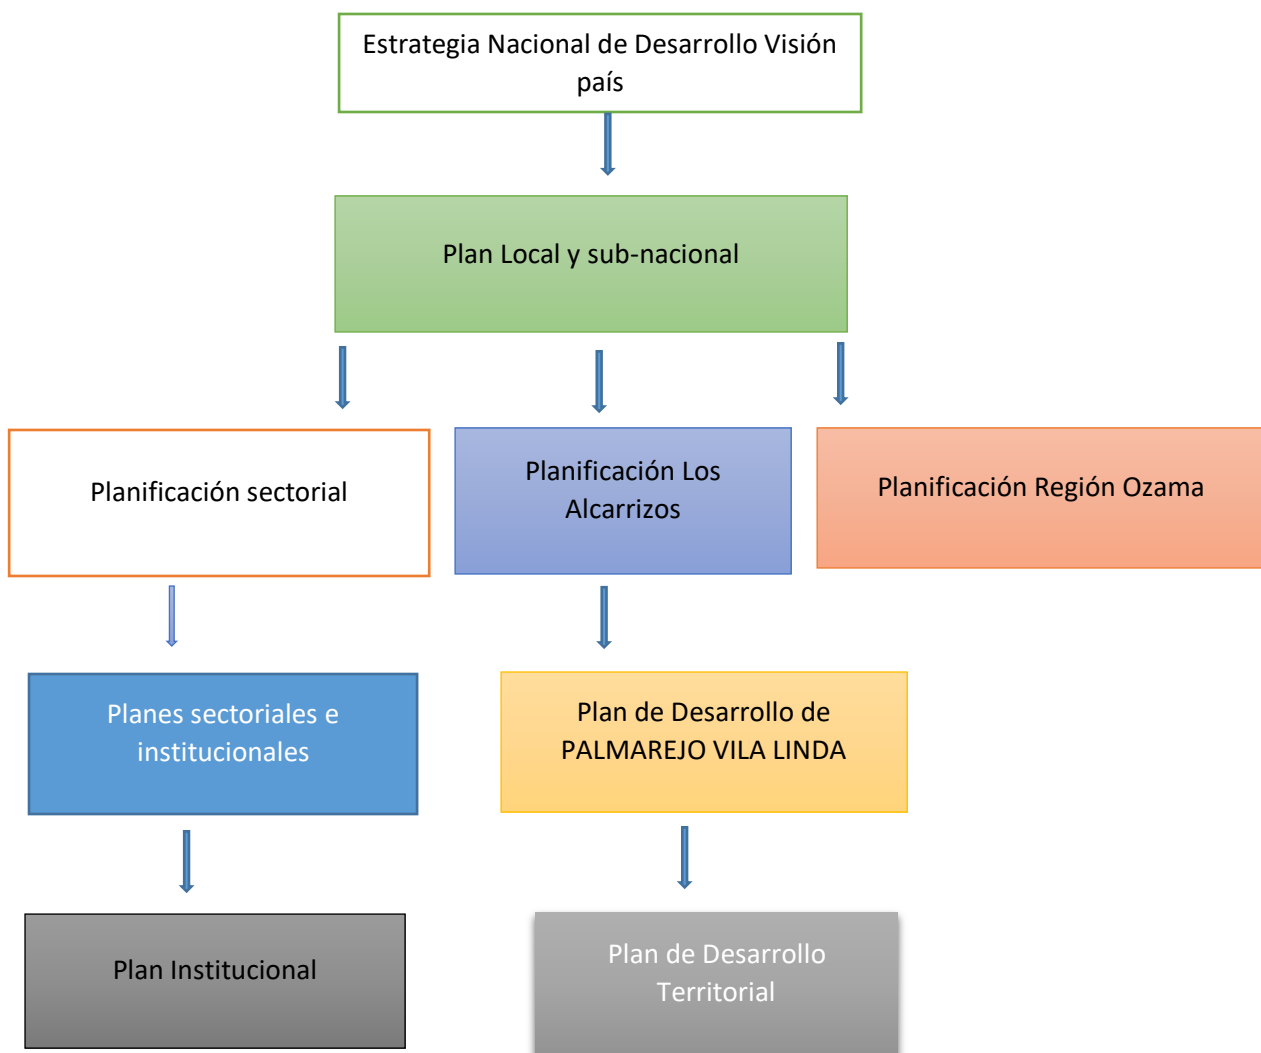 Estrategia Nacional de Desarrollo Visión
país
Plan Local y sub-nacional
Planificación sectorial
Planificación Los
Alcarrizos
Planificación Región Ozama
Planes sectoriales e
institucionales
Plan de Desarrollo de
PALMAREJO VILA LINDA
Plan Institucional
Plan de Desarrollo
Territorial